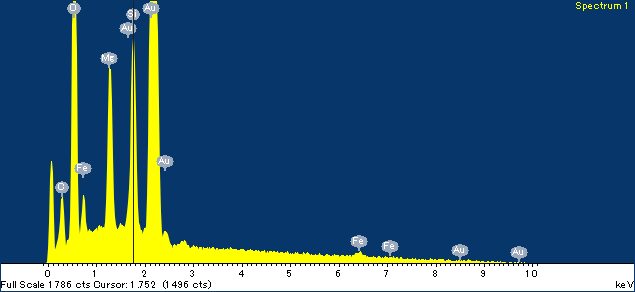 Spectrum 1
O Si Au
Au
Mg
Au
Fe
O
Fe Fe Au Au
0 1 2 3 4 5 6 7 8 9 10
Full Scale 1786 cts Cursor: 1.752 (1496 cts) keV